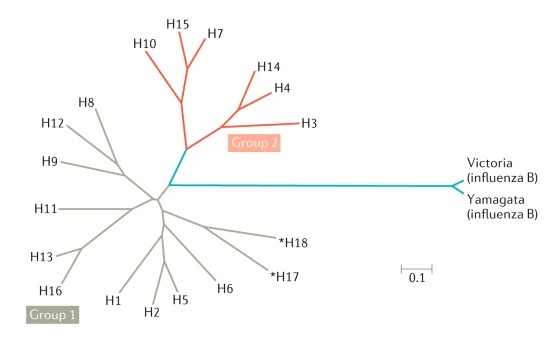 H15
H7
H10
H14
H4
H3
Group 2
H8
H12
H9
H11
H13
H16
Group 1
H1
H2
H5
H6
*H17
*H18
Victoria
(influenza B)
Yamagata
(influenza B)
0.1